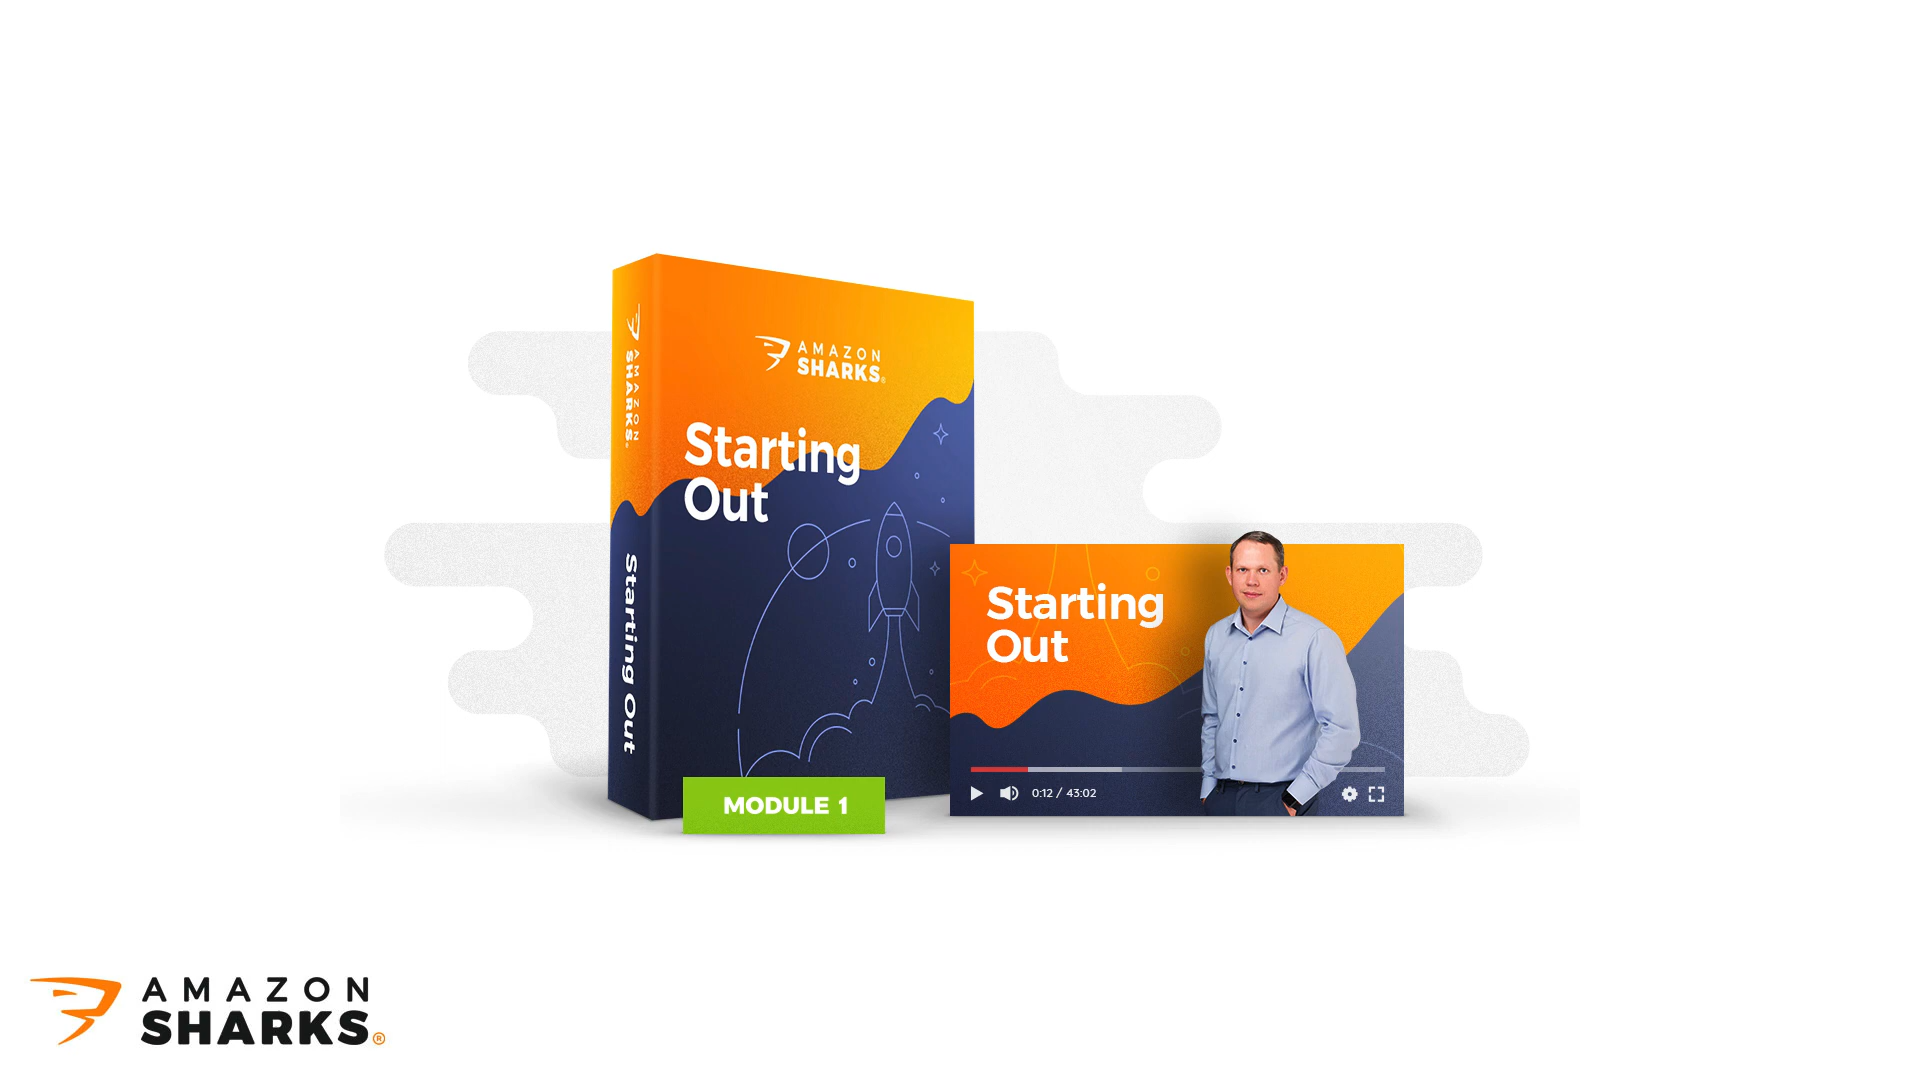 AMAZON
SHARKS®
Starting
Out
AMAZON
SHARKS®
Starting Out
MODULE 1
Starting
Out
0:12 / 43:02
AMAZON
SHARKS®